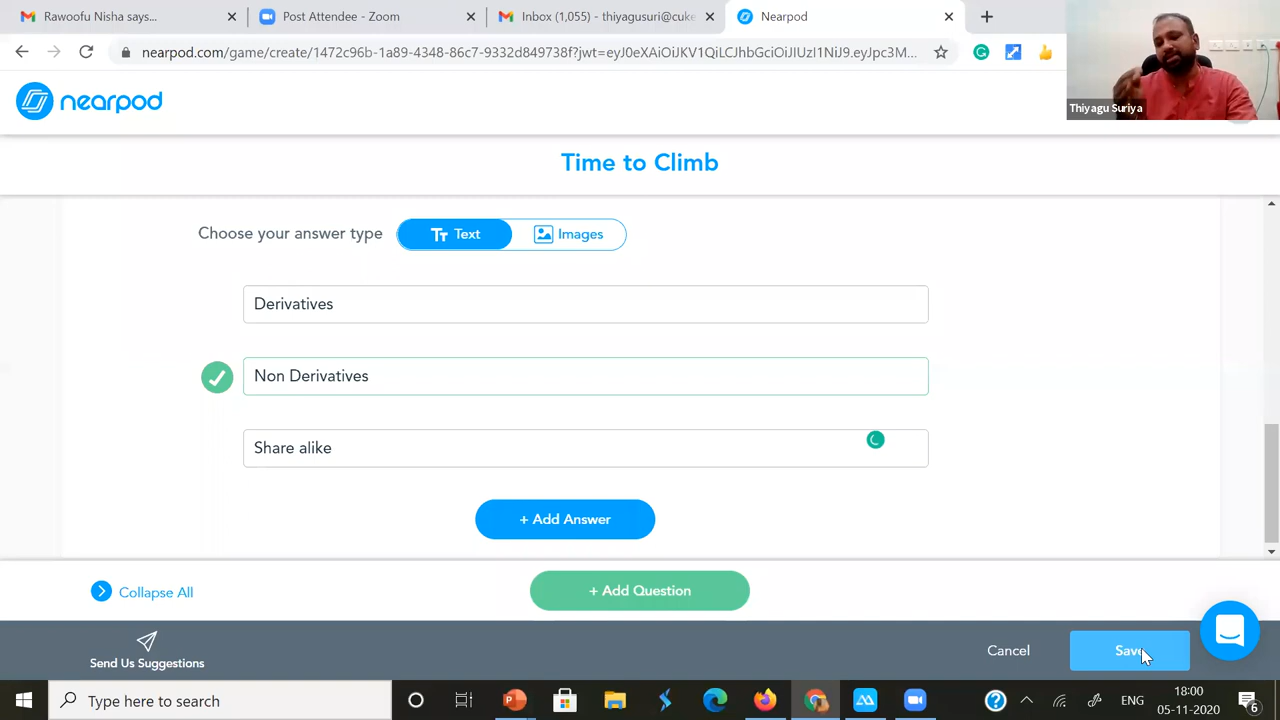 Rawoofu Nisha says...
Post Attendee - Zoom
Inbox (1,055) - thiyagusuri@cuke
Nearpod
nearpod.com/game/create/1472c96b-1a89-4348-86c7-9332d849738f?jwt=eyJ0eXAiOiJKV1QiLCJhbGciOiJIUzI1NiJ9.eyJpc3M...
Thiyagu Suriya
nearpod
Time to Climb
Choose your answer type
Text
Images
Derivatives
Non Derivatives
Share alike
+ Add Answer
Collapse All
+ Add Question
Send Us Suggestions
Cancel
Save
Type here to search
ENG
18:00
05-11-2020
6